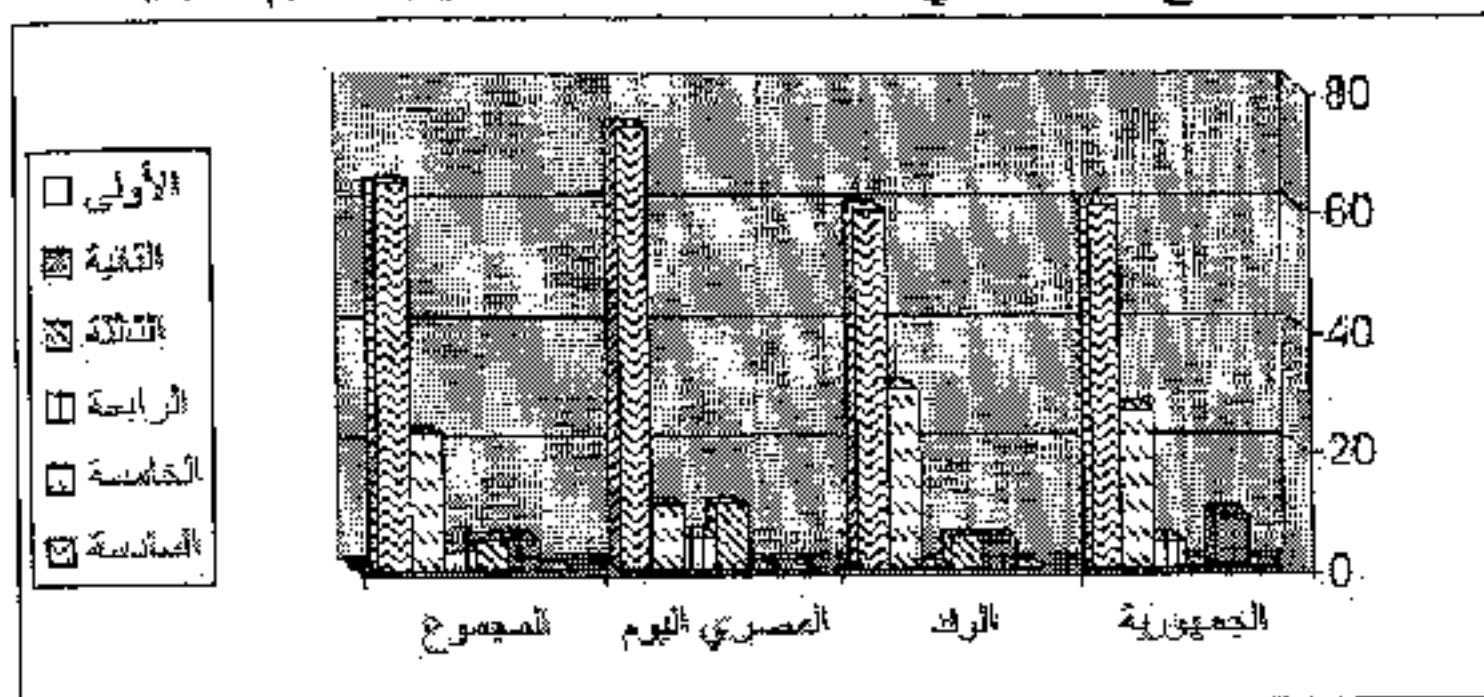 80
60
40
20
0
الجمهورية
الوفد
المصري اليوم
المجموع
الأولى
الثانية
الثالثة
الرابعة
الخامسة
السادسة